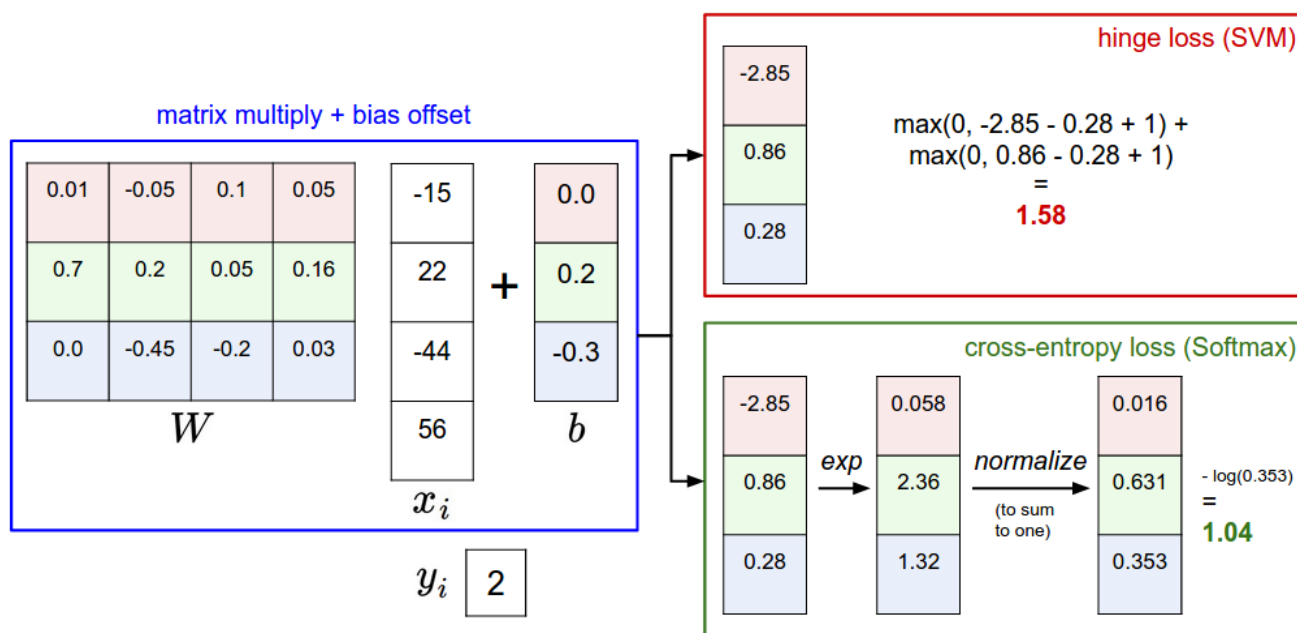 matrix multiply + bias offset
0.01 -0.05 0.1 0.05
0.7 0.2 0.05 0.16
0.0 -0.45 -0.2 0.03
W
-15
22
-44
56
x_i
+
0.0
0.2
-0.3
b
y_i 2
hinge loss (SVM)
-2.85
0.86
0.28
max(0, -2.85 - 0.28 + 1) +
max(0, 0.86 - 0.28 + 1)
=
1.58
cross-entropy loss (Softmax)
-2.85
0.86
0.28
exp
0.058
2.36
1.32
normalize
(to sum
to one)
0.016
0.631
0.353
- log(0.353)
=
1.04